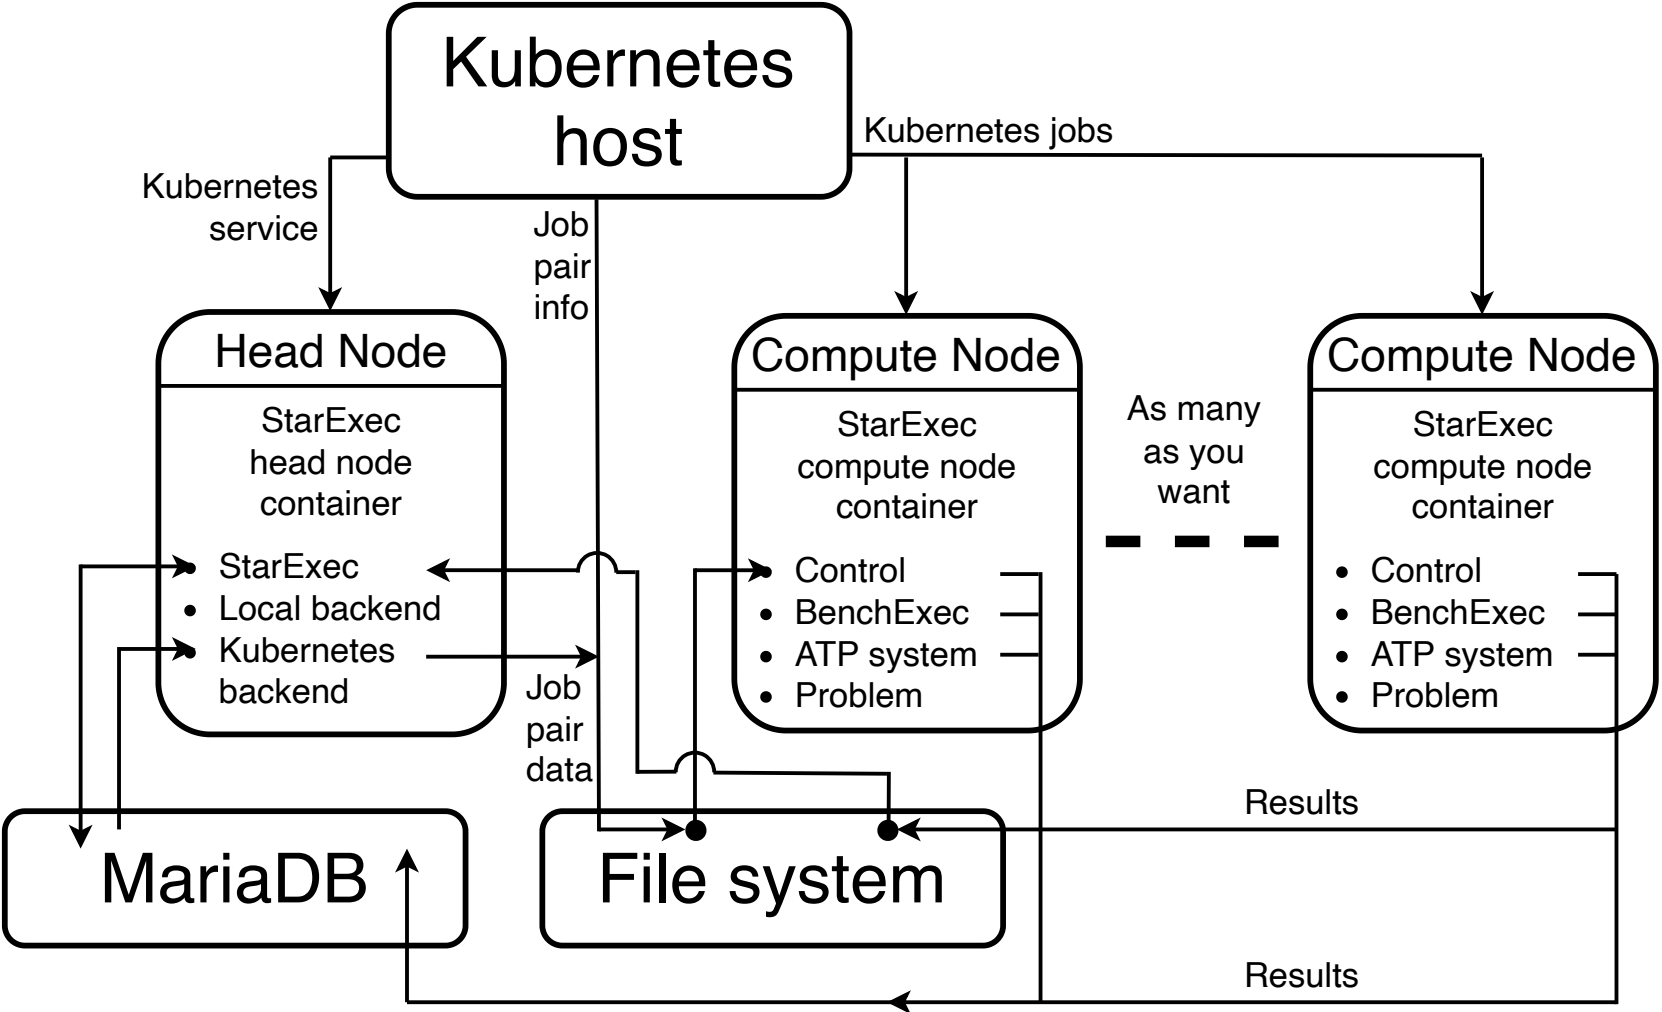 Kubernetes
host
Kubernetes jobs
Kubernetes
service
Job
pair
info
Head Node
StarExec
head node
container
• StarExec
• Local backend
• Kubernetes
backend
Job
pair
data
Compute Node
StarExec
compute node
container
• Control
• BenchExec
• ATP system
• Problem
As many
as you
want
Compute Node
StarExec
compute node
container
• Control
• BenchExec
• ATP system
• Problem
MariaDB
File system
Results
Results